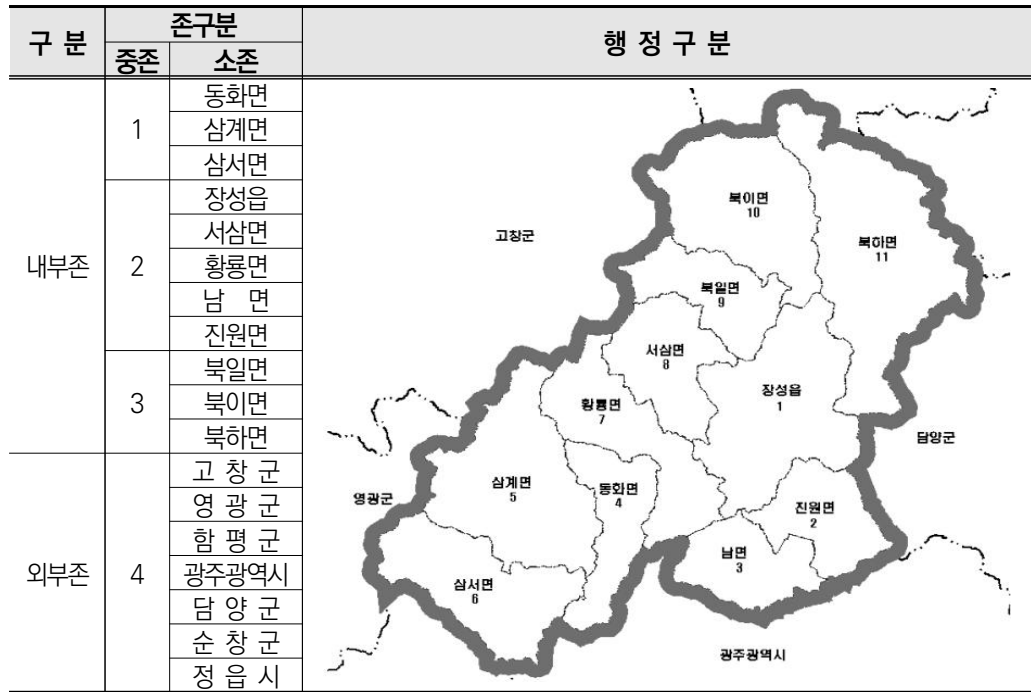 구 분 존구분 행 정 구 분
중존 소존
내부존 1 동화면
삼계면
삼서면
2 장성읍
서삼면
황룡면
남 면
진원면
3 북일면
북이면
북하면
외부존 4 고 창 군
영 광 군
함 평 군
광주광역시
담 양 군
순 창 군
정 읍 시
북이면
10
고창군
북하면
11
북일면
9
서삼면
8
장성읍
1
황룡면
7
담양군
삼계면
5
동화면
4
영광군
진원면
2
남면
3
삼서면
6
광주광역시